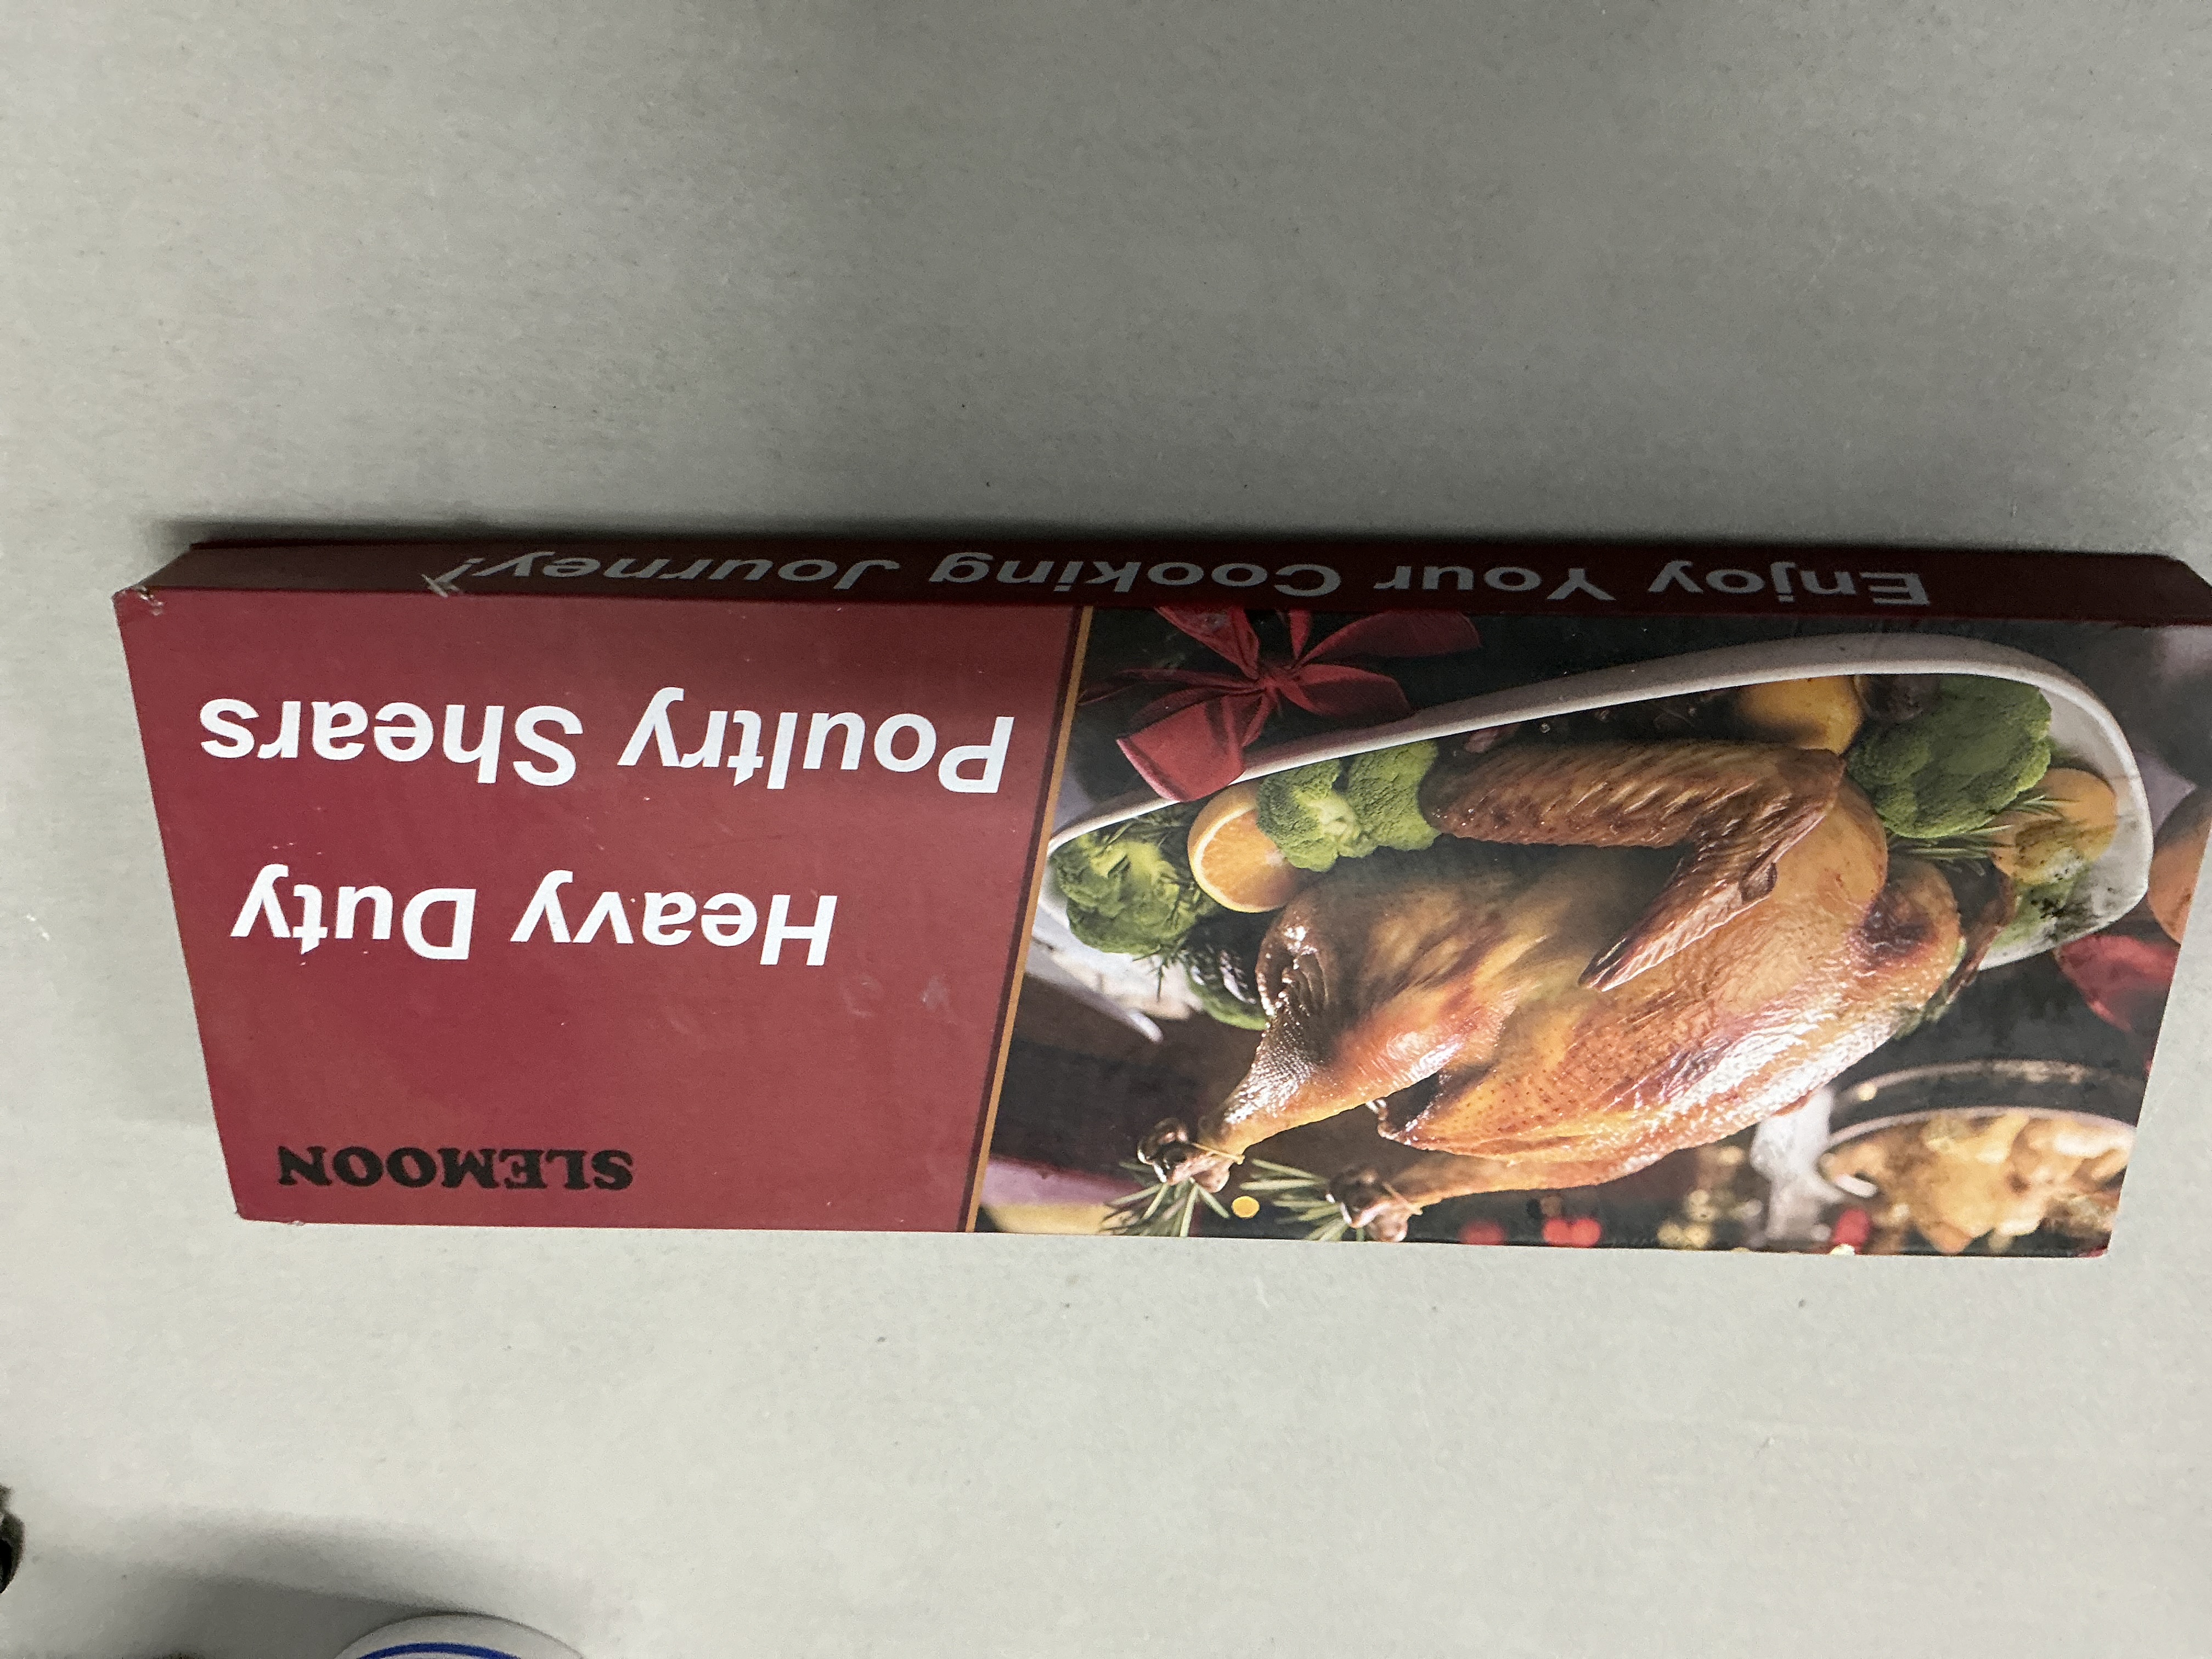 SLEMOON
Heavy Duty
Poultry Shears
Enjoy Your Cooking Journey!